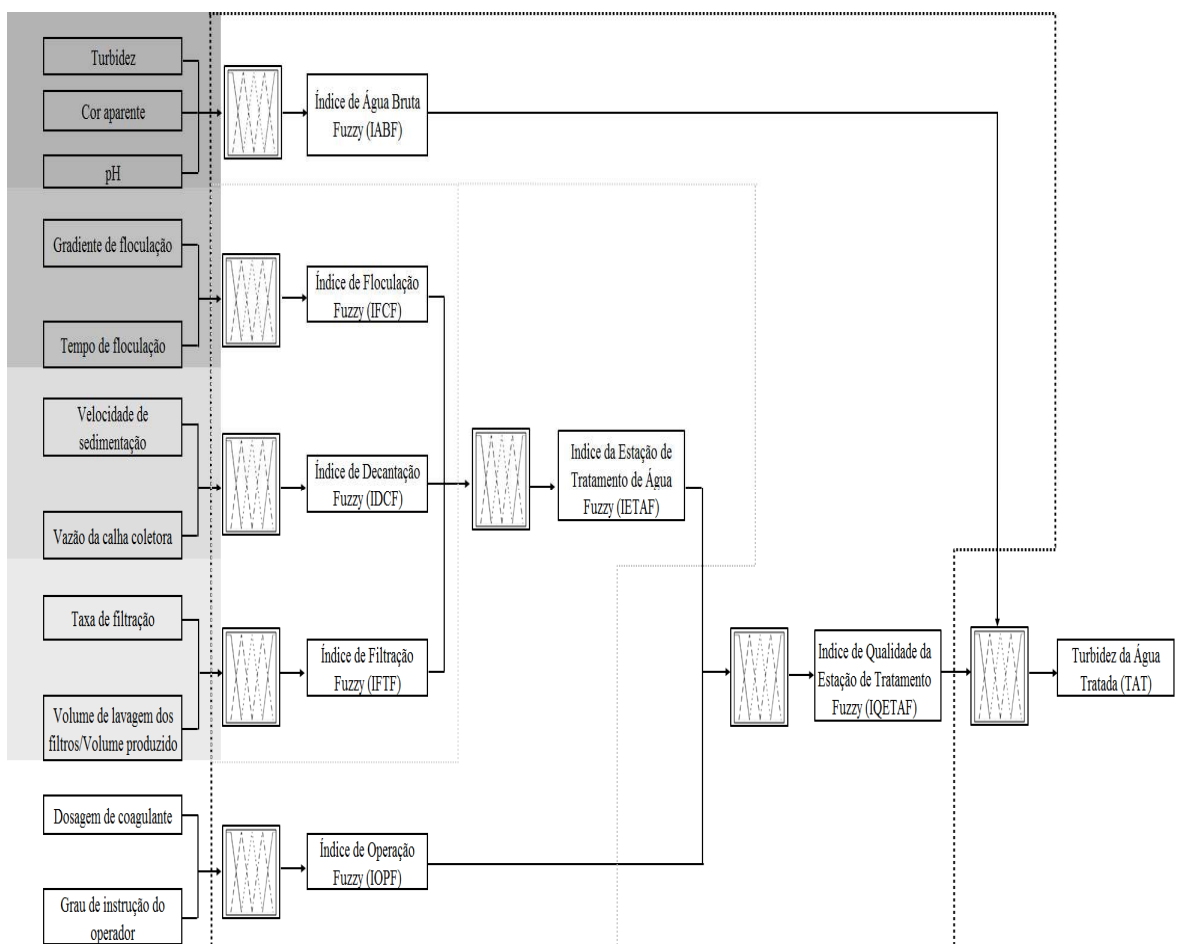 Turbidez
Cor aparente
pH
Índice de Água Bruta
Fuzzy (IABF)
Gradiente de floculação
Tempo de floculação
Índice de Floculação
Fuzzy (IFCF)
Velocidade de
sedimentação
Vazão da calha coletora
Índice de Decantação
Fuzzy (IDCF)
Indice da Estação de
Tratamento de Água
Fuzzy (IETAF)
Taxa de filtração
Volume de lavagem dos
filtros/Volume produzido
Índice de Filtração
Fuzzy (IFTF)
Indice de Qualidade da
Estação de Tratamento
Fuzzy (IQETAF)
Turbidez da Água
Tratada (TAT)
Dosagem de coagulante
Grau de instrução do
operador
Índice de Operação
Fuzzy (IOPF)